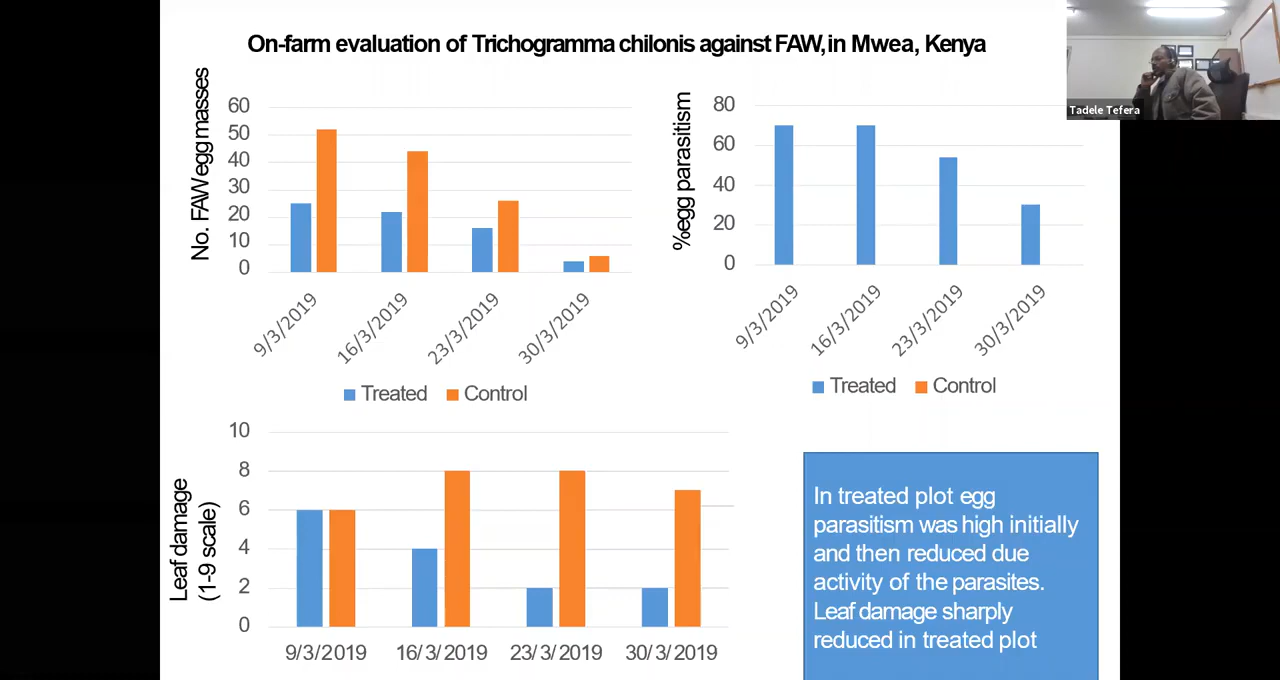 On-farm evaluation of Trichogramma chilonis against FAW, in Mwea, Kenya
Tadele Tefera
No. FAW egg masses
60
50
40
30
20
10
0
9/3/2019
16/3/2019
23/3/2019
30/3/2019
Treated
Control
%egg parasitism
80
60
40
20
0
9/3/2019
16/3/2019
23/3/2019
30/3/2019
Treated
Control
Leaf damage
(1-9 scale)
10
8
6
4
2
0
9/3/2019
16/3/2019
23/3/2019
30/3/2019
In treated plot egg
parasitism was high initially
and then reduced due
activity of the parasites.
Leaf damage sharply
reduced in treated plot